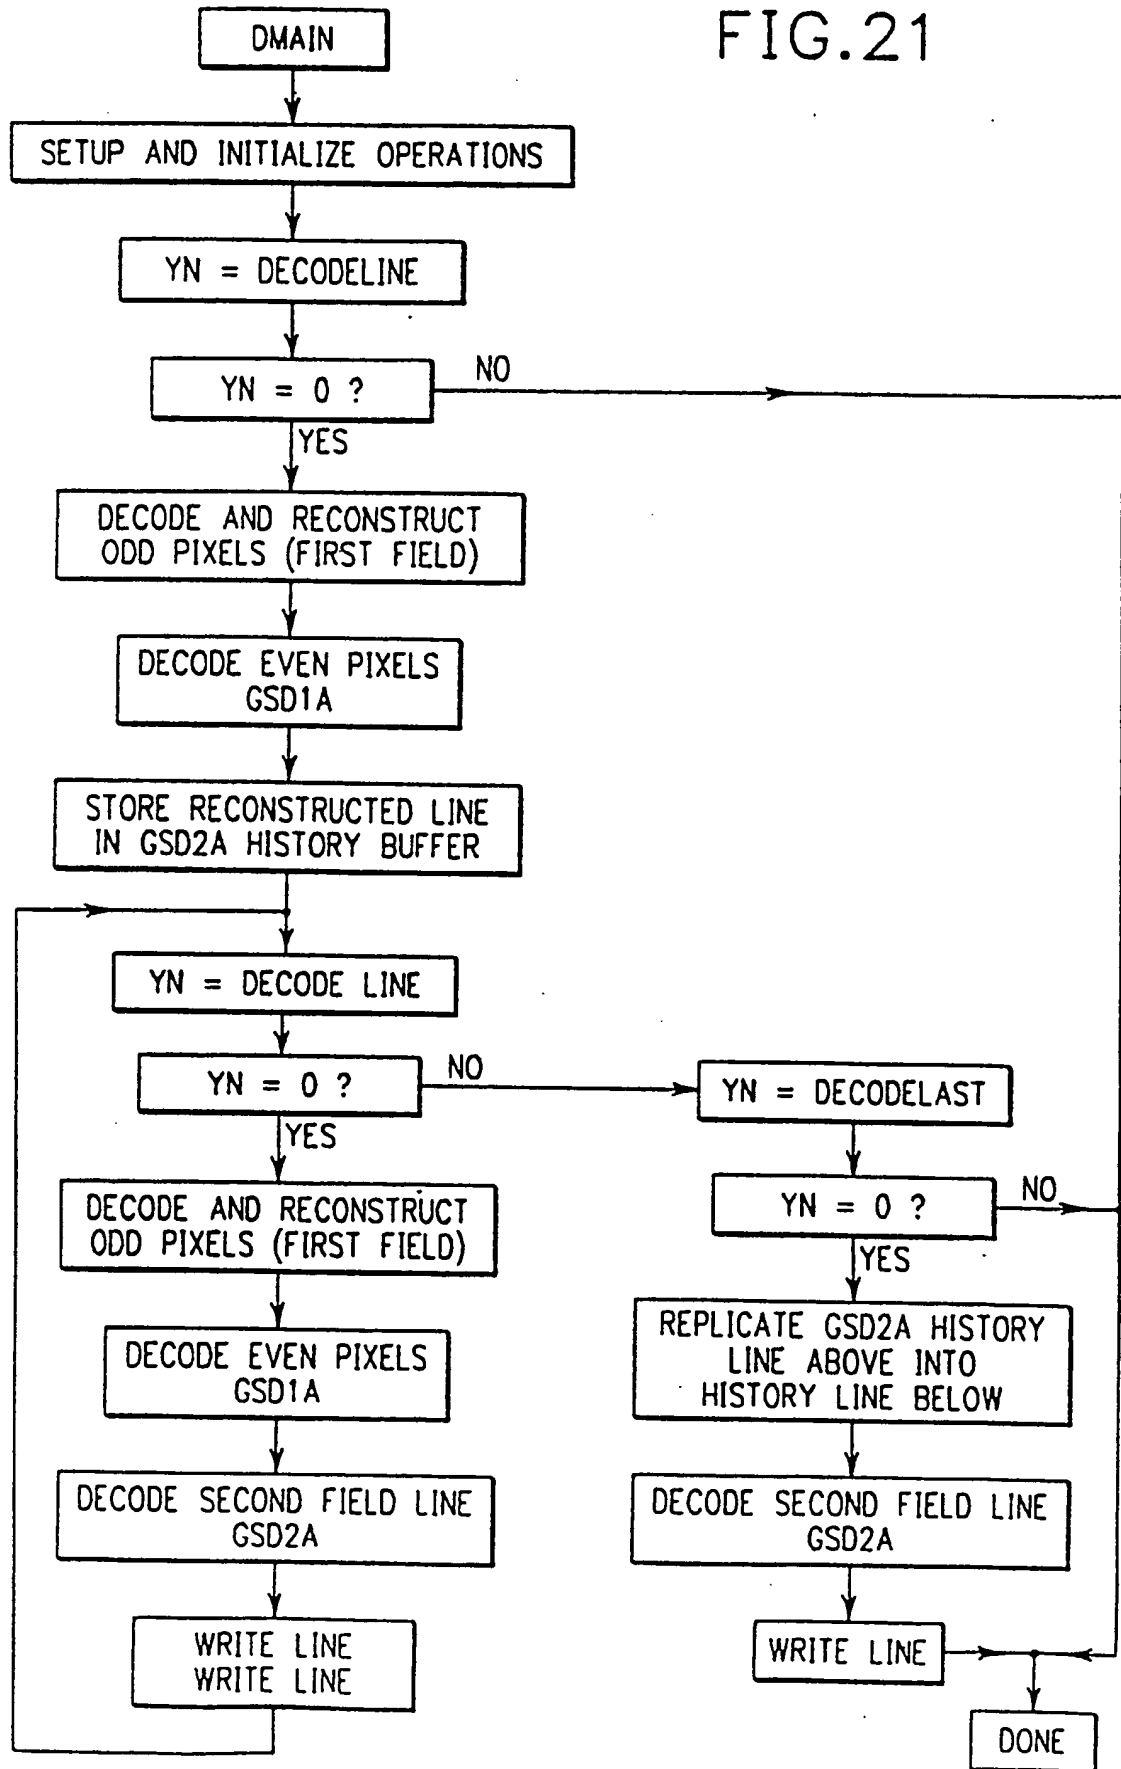 FIG.21
DMAIN
SETUP AND INITIALIZE OPERATIONS
YN = DECODELINE
YN = 0 ?
NO
YES
DECODE AND RECONSTRUCT
ODD PIXELS (FIRST FIELD)
DECODE EVEN PIXELS
GSD1A
STORE RECONSTRUCTED LINE
IN GSD2A HISTORY BUFFER
YN = DECODE LINE
YN = 0 ?
NO
YES
DECODE AND RECONSTRUCT
ODD PIXELS (FIRST FIELD)
DECODE EVEN PIXELS
GSD1A
DECODE SECOND FIELD LINE
GSD2A
WRITE LINE
WRITE LINE
YN = DECODELAST
YN = 0 ?
NO
YES
REPLICATE GSD2A HISTORY
LINE ABOVE INTO
HISTORY LINE BELOW
DECODE SECOND FIELD LINE
GSD2A
WRITE LINE
DONE